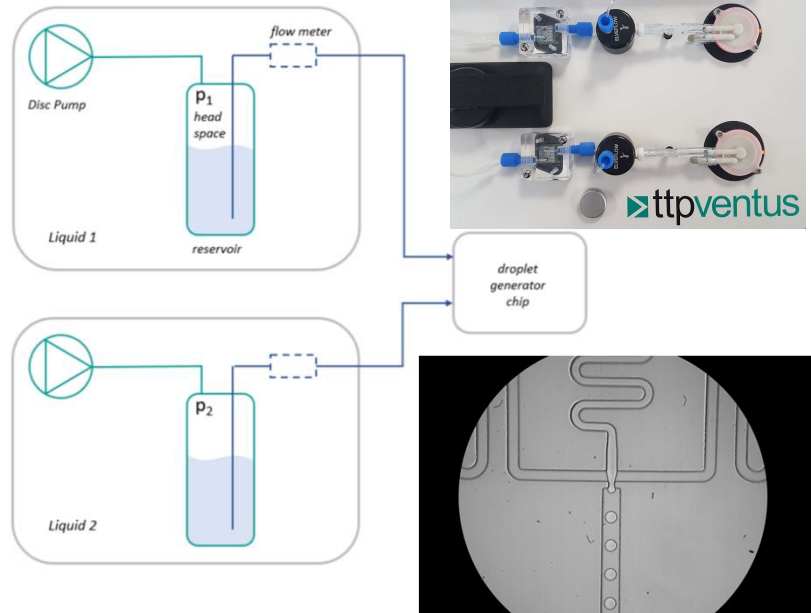 flow meter
Disc Pump
p1
head
space
Liquid 1
reservoir
ttpventus
droplet
generator
chip
p2
Liquid 2